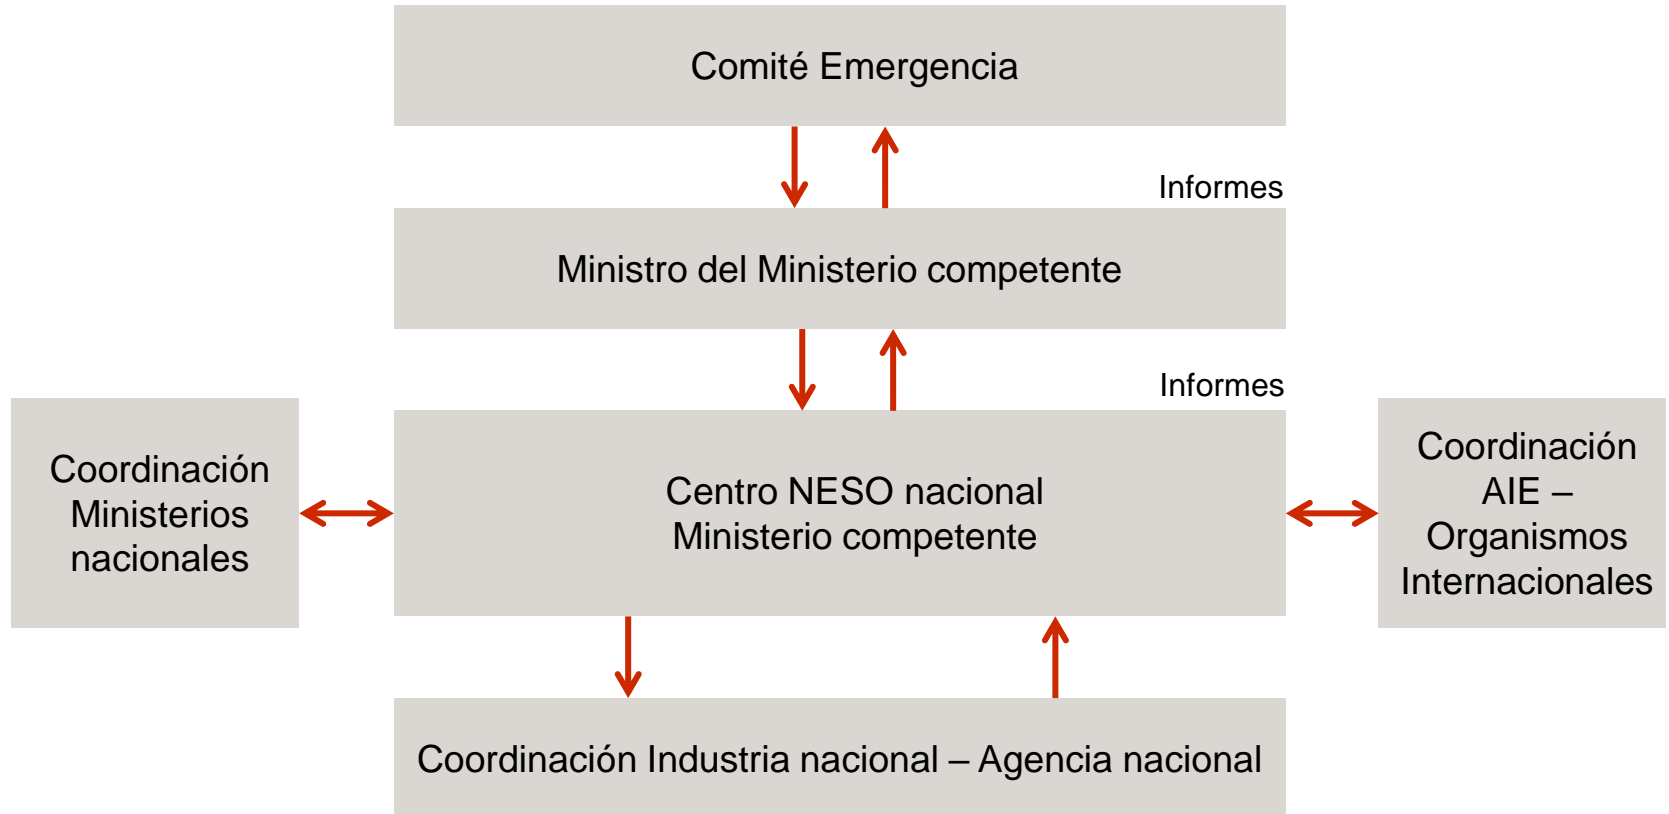 Comité Emergencia
Informes
Ministro del Ministerio competente
Informes
Coordinación
Ministerios
nacionales
Centro NESO nacional
Ministerio competente
Coordinación
AIE –
Organismos
Internacionales
Coordinación Industria nacional – Agencia nacional